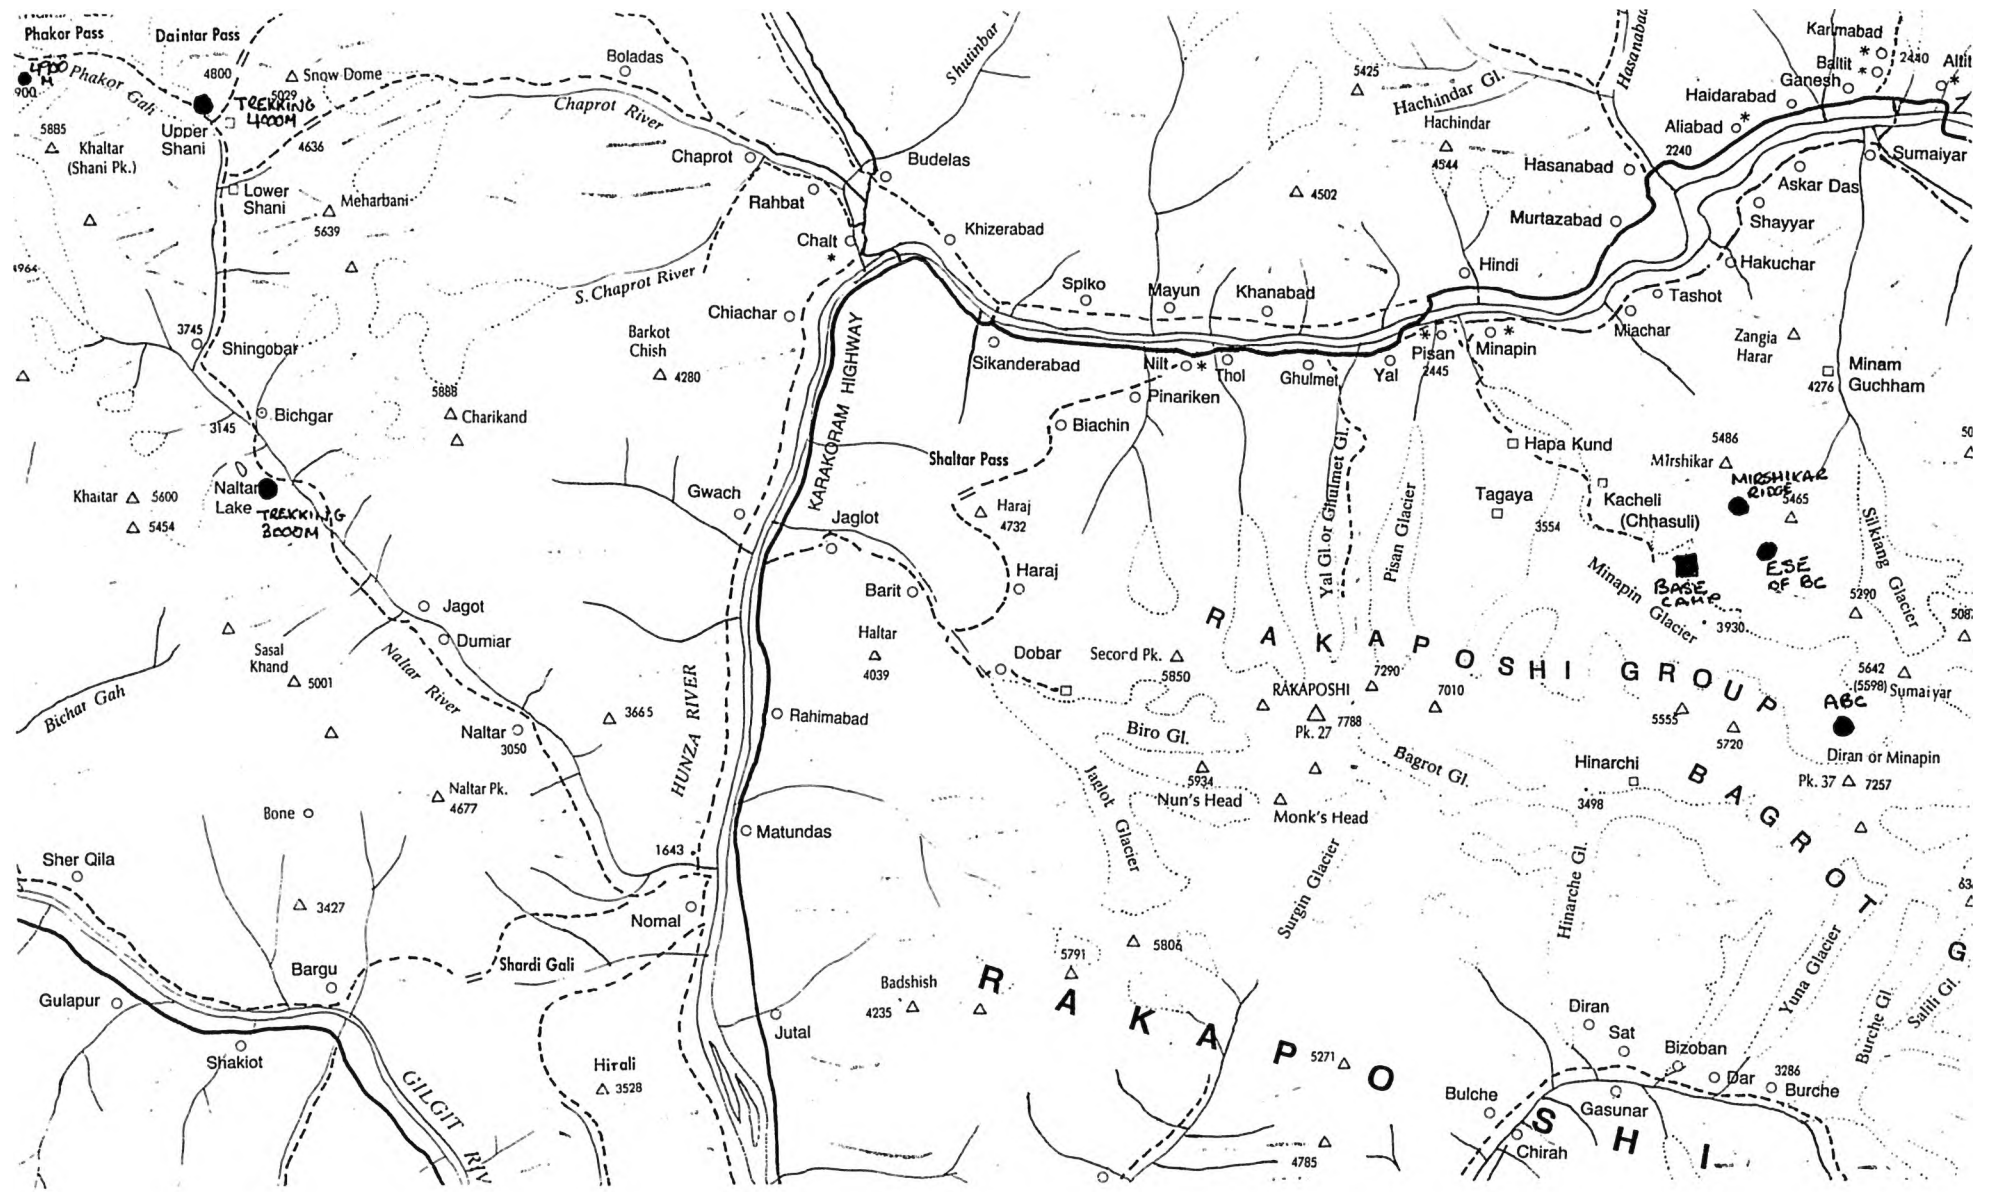 Phakor Pass
Daintar Pass
4900
M
900
Phakor Gah
4800
Snow Dome
5029
TREKKING
4000M
Upper
Shani
4636
5885
Khaltar
(Shani Pk.)
Lower
Shani
Meharbani
5639
4964
3745
Shingobar
3145
Bichgar
5888
Charikand
Khaltar
5600
5454
Naltar
Lake
TREKKING
3000M
Jagot
Dumiar
Sasal
Khand
5001
Naltar River
Bichar Gah
3665
Naltar
3050
Naltar Pk.
4677
Bone
Sher Qila
3427
1643
Nomal
Bargu
Shardi Gali
Gulapur
Shakiot
GILGIT
RIV
Hirali
3528
Boladas
Chaprot River
Chaprot
Rahbat
Budelas
Chalt
*
Khizerabad
S. Chaprot River
Chiachar
Barkot
Chish
4280
KARAKORAM HIGHWAY
Gwach
Jaglot
Barit
Haltar
4039
HUNZA RIVER
Rahimabad
Matundas
Badshish
4235
Jutal
Shuinbar
5425
Hachindar Gl.
Hachindar
4544
4502
Hasanabad
Karimabad
*
2440
Baltit
*
Altit
*
Ganesh
Haidarabad
Aliabad
*
2240
Hasanabad
Sumaiyar
Askar Das
Murtazabad
Shayyar
Hakuchar
Hindi
Tashot
Miachar
Spiko
Mayun
Khanabad
Sikanderabad
Nilt
*
Thol
Ghulmet
Yal
*
Pisan
2445
*
Minapin
Zangia
Harar
Minam
Guchham
4276
Pinariken
Biachin
Shaltar Pass
Haraj
4732
Haraj
Dobar
Yal Gl. or Ghulmet Gl.
Pisan Glacier
Hapa Kund
Tagaya
3554
Kacheli
(Chhasuli)
5486
Mirshikar
MIRSHIKAR
RIDGE
5465
ESE
OF BC
BASE
CAMP
Minapin Glacier
3930
Silkiang Glacier
5290
508
50
RAKAPOSHI GROUP
Second Pk.
5850
RAKAPOSHI
7290
7010
7788
Pk. 27
5642
(5598)
Sumaiyar
ABC
5555
5720
Diran or Minapin
Pk. 37
7257
Biro Gl.
5934
Nun's Head
Monk's Head
Bagrot Gl.
Hinarchi
3498
BAGROT
G
Jaglot Glacier
Surgin Glacier
Hinarche Gl.
Yuna Glacier
Burche Gl.
Salili Gl.
63
5791
5806
RAKAPOSHI
5271
4785
Diran
Sat
Bizoban
Dar
3286
Burche
Bulche
Gasunar
Chirah